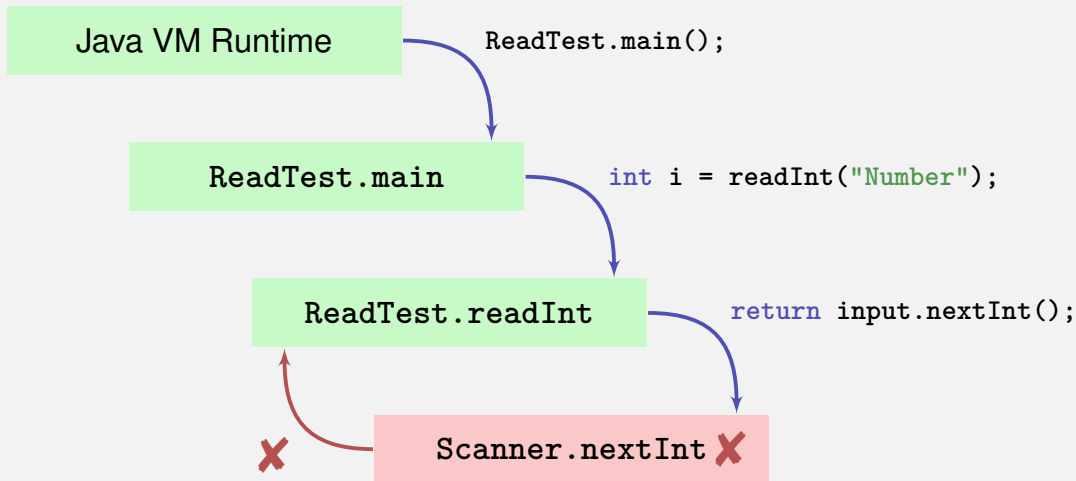 Java VM Runtime
ReadTest.main();
ReadTest.main
int i = readInt("Number");
ReadTest.readInt
return input.nextInt();
Scanner.nextInt